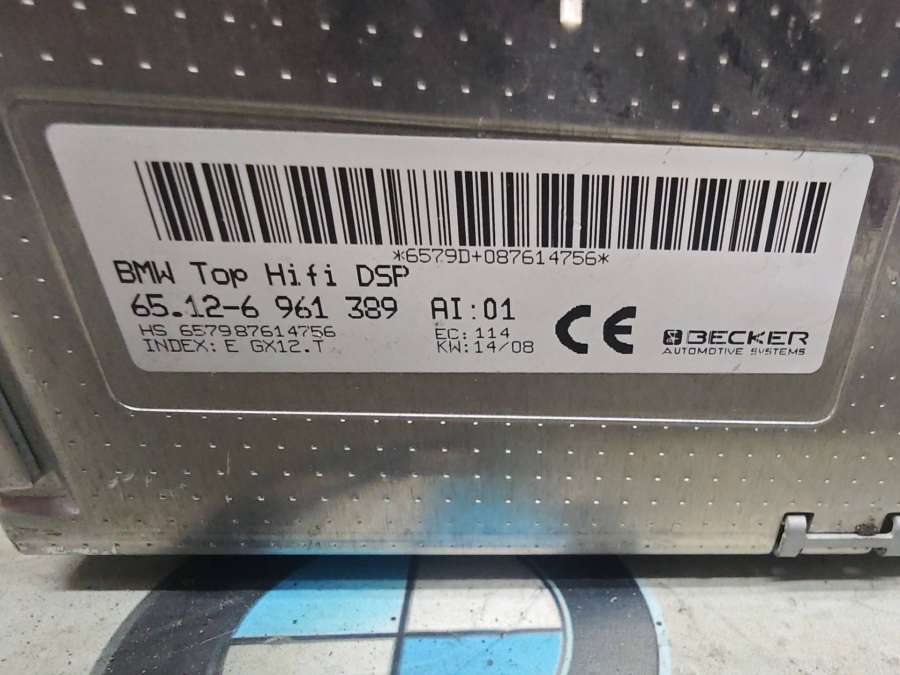 *6579D+087614756*
BMW Top Hifi DSP
65.12-6 961 389 AI:01
HS 657987614756 EC: 114
INDEX: E GX12.T KW: 14/08
CE
BECKER
AUTOMOTIVE SYSTEMS